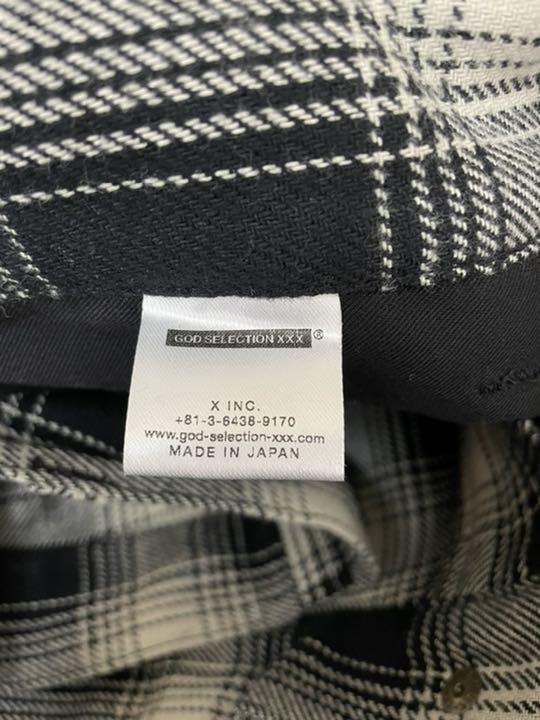 GOD SELECTION XXX ®
X INC.
+81-3-6438-9170
www.god-selection-xxx.com
MADE IN JAPAN